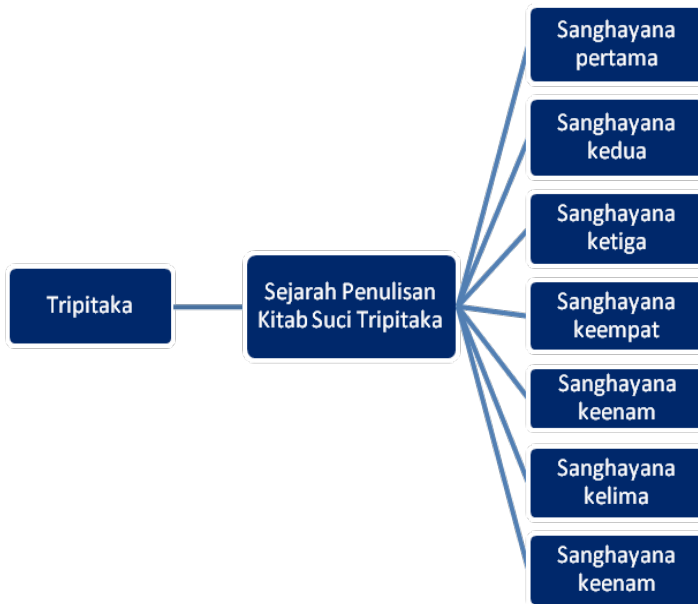 Tripitaka
Sejarah Penulisan
Kitab Suci Tripitaka
Sanghayana
pertama
Sanghayana
kedua
Sanghayana
ketiga
Sanghayana
keempat
Sanghayana
keenam
Sanghayana
kelima
Sanghayana
keenam